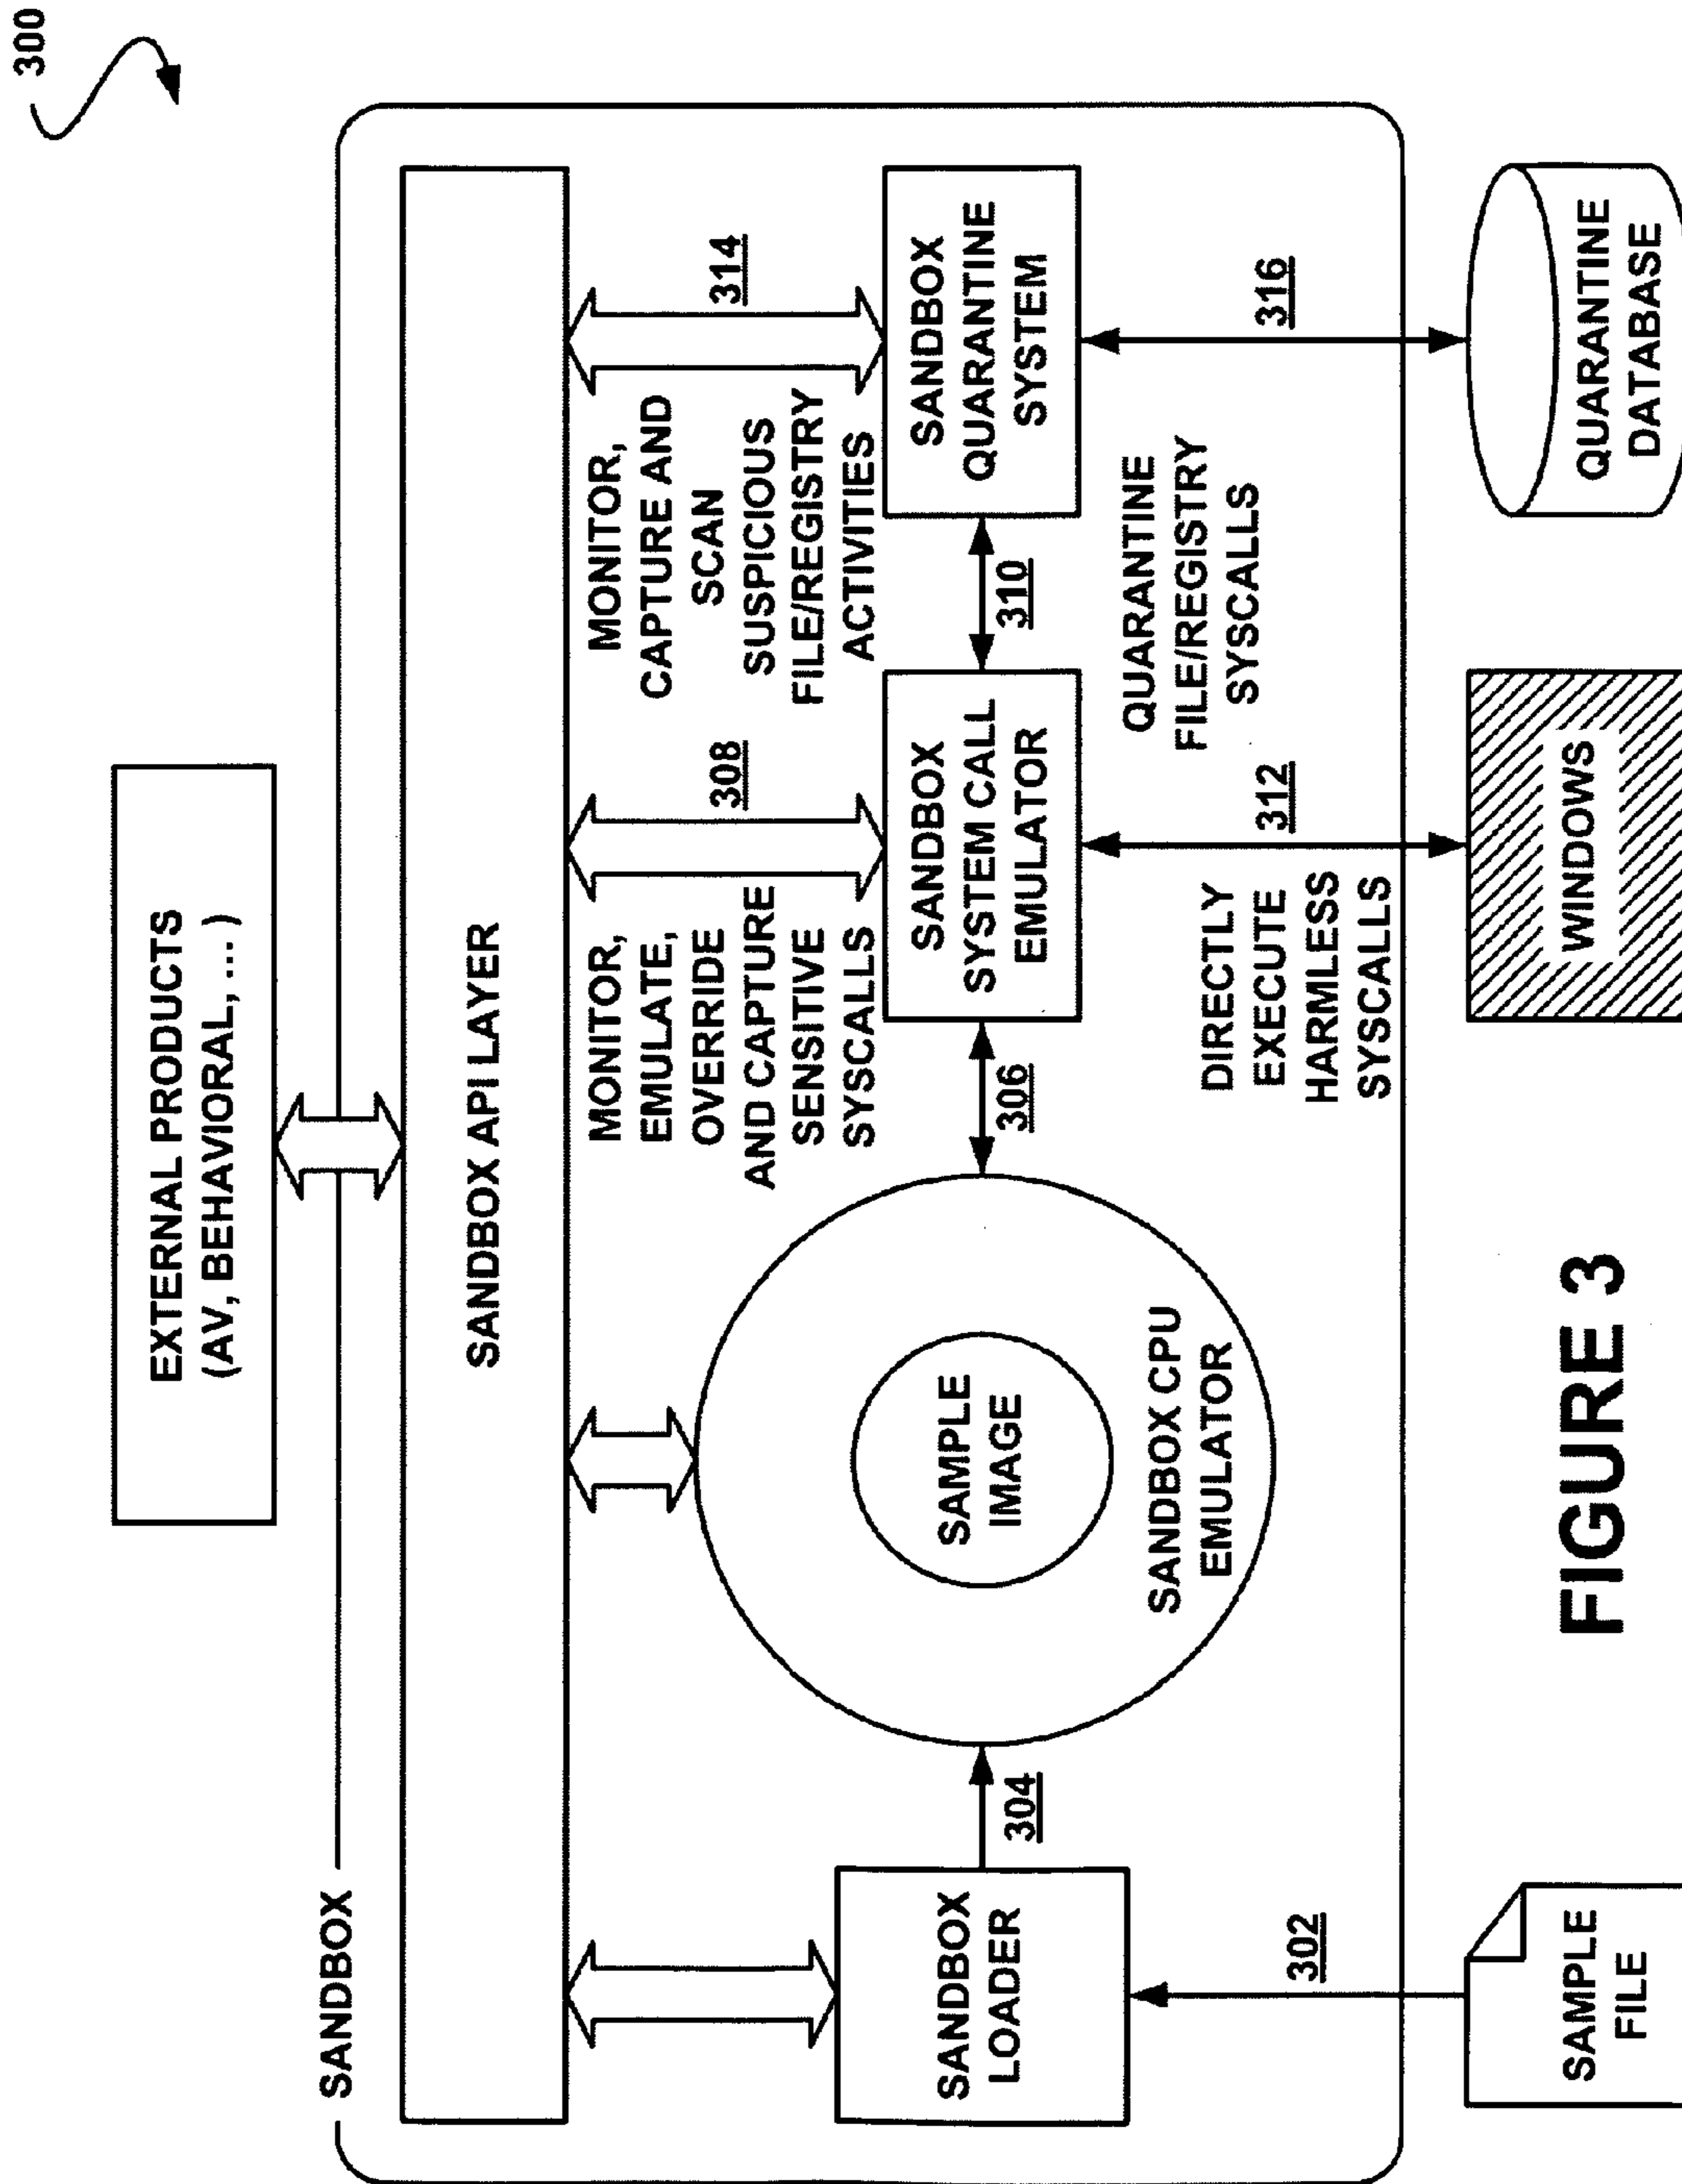 300
EXTERNAL PRODUCTS
(AV, BEHAVIORAL, ... )
SANDBOX
SANDBOX API LAYER
MONITOR,
EMULATE,
OVERRIDE
AND CAPTURE
SENSITIVE
SYSCALLS
308
MONITOR,
CAPTURE AND
SCAN
SUSPICIOUS
FILE/REGISTRY
ACTIVITIES
314
SANDBOX
LOADER
304
SAMPLE
IMAGE
SANDBOX CPU
EMULATOR
306
SANDBOX
SYSTEM CALL
EMULATOR
310
SANDBOX
QUARANTINE
SYSTEM
302
DIRECTLY
EXECUTE
HARMLESS
SYSCALLS
312
QUARANTINE
FILE/REGISTRY
SYSCALLS
316
SAMPLE
FILE
WINDOWS
QUARANTINE
DATABASE
FIGURE 3